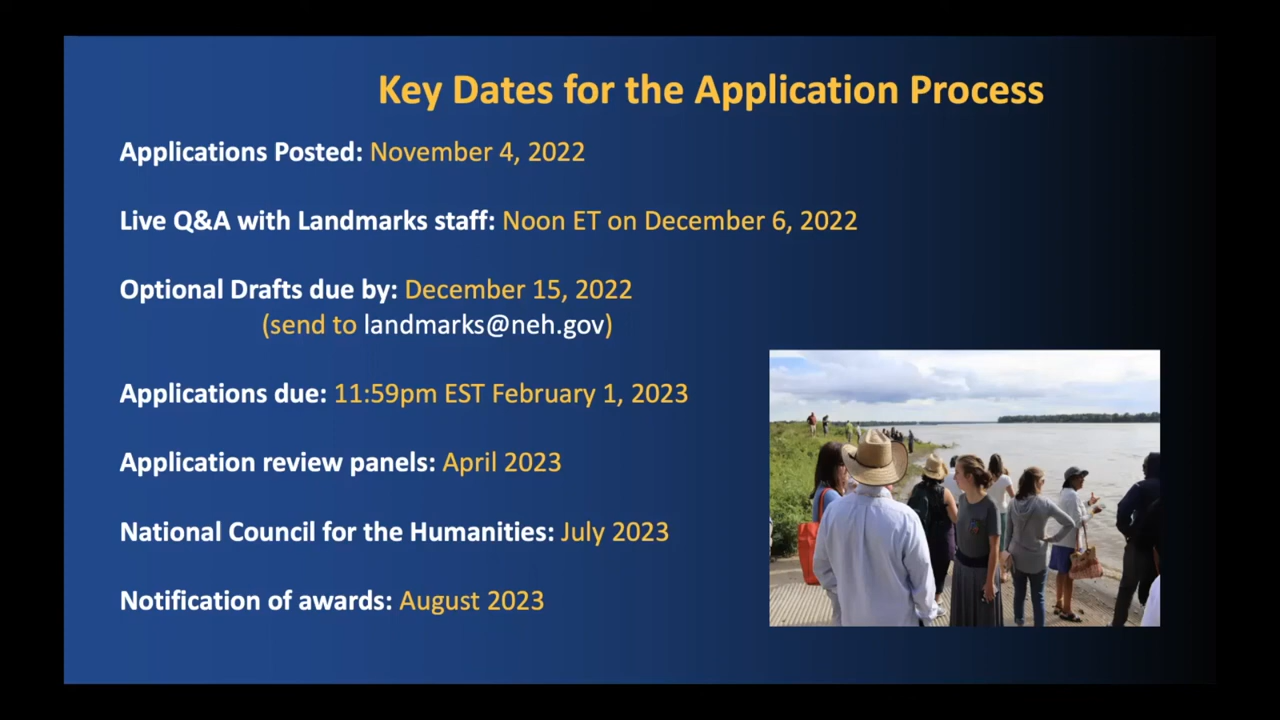 Key Dates for the Application Process
Applications Posted: November 4, 2022
Live Q&A with Landmarks staff: Noon ET on December 6, 2022
Optional Drafts due by: December 15, 2022
(send to landmarks@neh.gov)
Applications due: 11:59pm EST February 1, 2023
Application review panels: April 2023
National Council for the Humanities: July 2023
Notification of awards: August 2023